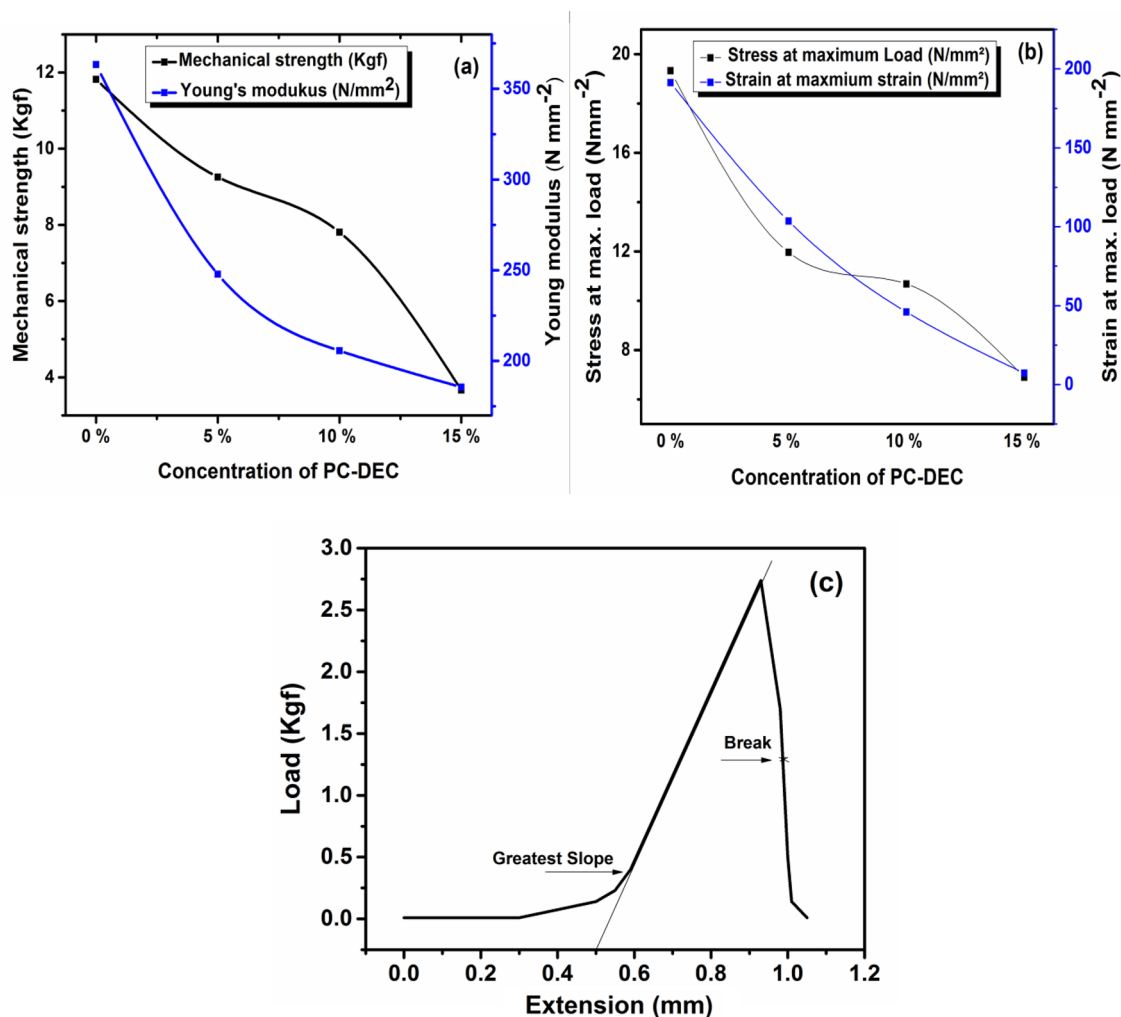 Mechanical strength (Kgf)
Young's modukus (N/mm²)
(a)
12
10
8
6
4
Mechanical strength (Kgf)
350
300
250
200
Young modulus (N mm⁻²)
0 %
5 %
10 %
15 %
Concentration of PC-DEC
Stress at maximum Load (N/mm²)
Strain at maxmium strain (N/mm²)
(b)
20
16
12
8
Stress at max. load (Nmm⁻²)
200
150
100
50
0
Strain at max. load (N mm⁻²)
0 %
5 %
10 %
15 %
Concentration of PC-DEC
(c)
3.0
2.5
2.0
1.5
1.0
0.5
0.0
Load (Kgf)
Break
Greatest Slope
0.0
0.2
0.4
0.6
0.8
1.0
1.2
Extension (mm)